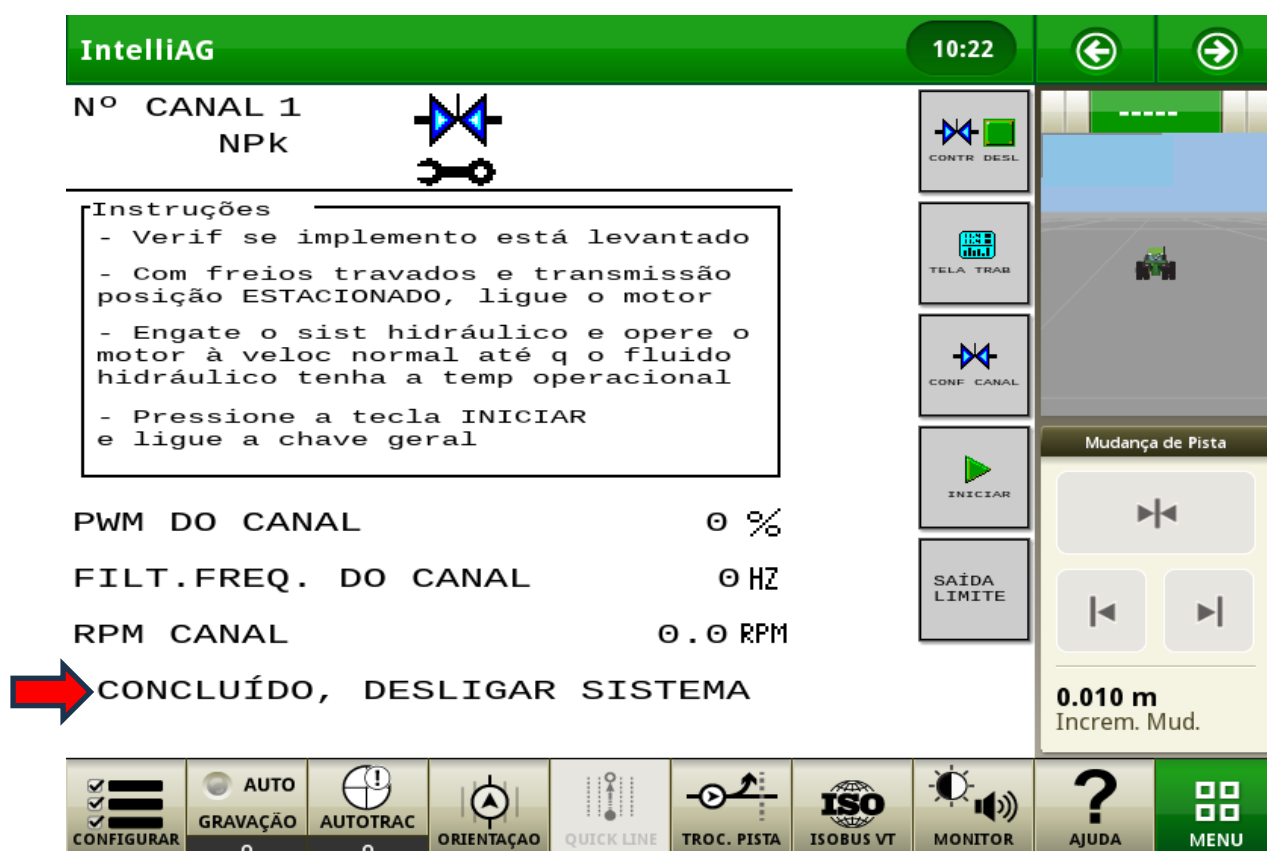 IntelliAG
10:22
Nº CANAL 1
NPk
CONTR DESL
-----
Instruções
- Verif se implemento está levantado
- Com freios travados e transmissão
posição ESTACIONADO, ligue o motor
- Engate o sist hidráulico e opere o
motor à veloc normal até q o fluido
hidráulico tenha a temp operacional
- Pressione a tecla INICIAR
e ligue a chave geral
TELA TRAB
CONF CANAL
INICIAR
SAÍDA
LIMITE
Mudança de Pista
PWM DO CANAL 0 %
FILT.FREQ. DO CANAL 0 HZ
RPM CANAL 0.0 RPM
CONCLUÍDO, DESLIGAR SISTEMA
0.010 m
Increm. Mud.
CONFIGURAR
AUTO
GRAVAÇÃO
AUTOTRAC
ORIENTAÇAO
QUICK LINE
TROC. PISTA
ISO
ISOBUS VT
MONITOR
?
AJUDA
MENU